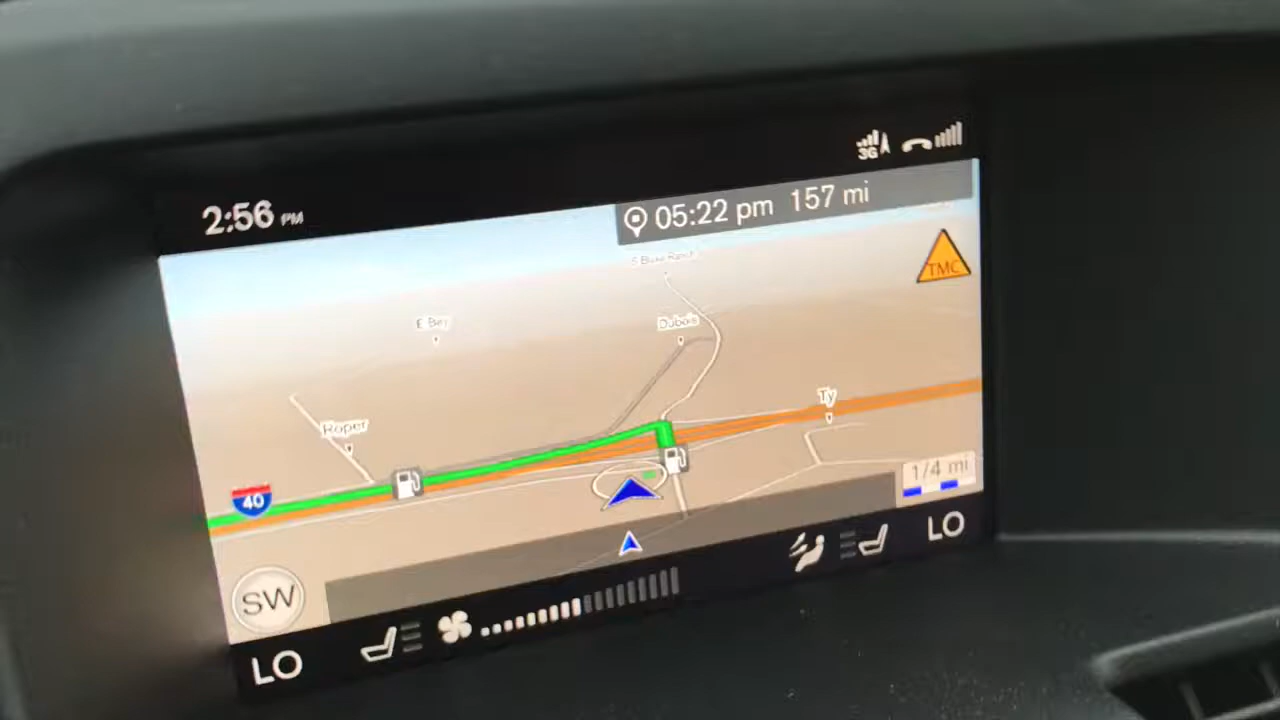 3G
2:56 PM
05:22 pm 157 mi
TMC
Dubois
Ty
Roper
1/4 mi
40
SW
LO
LO